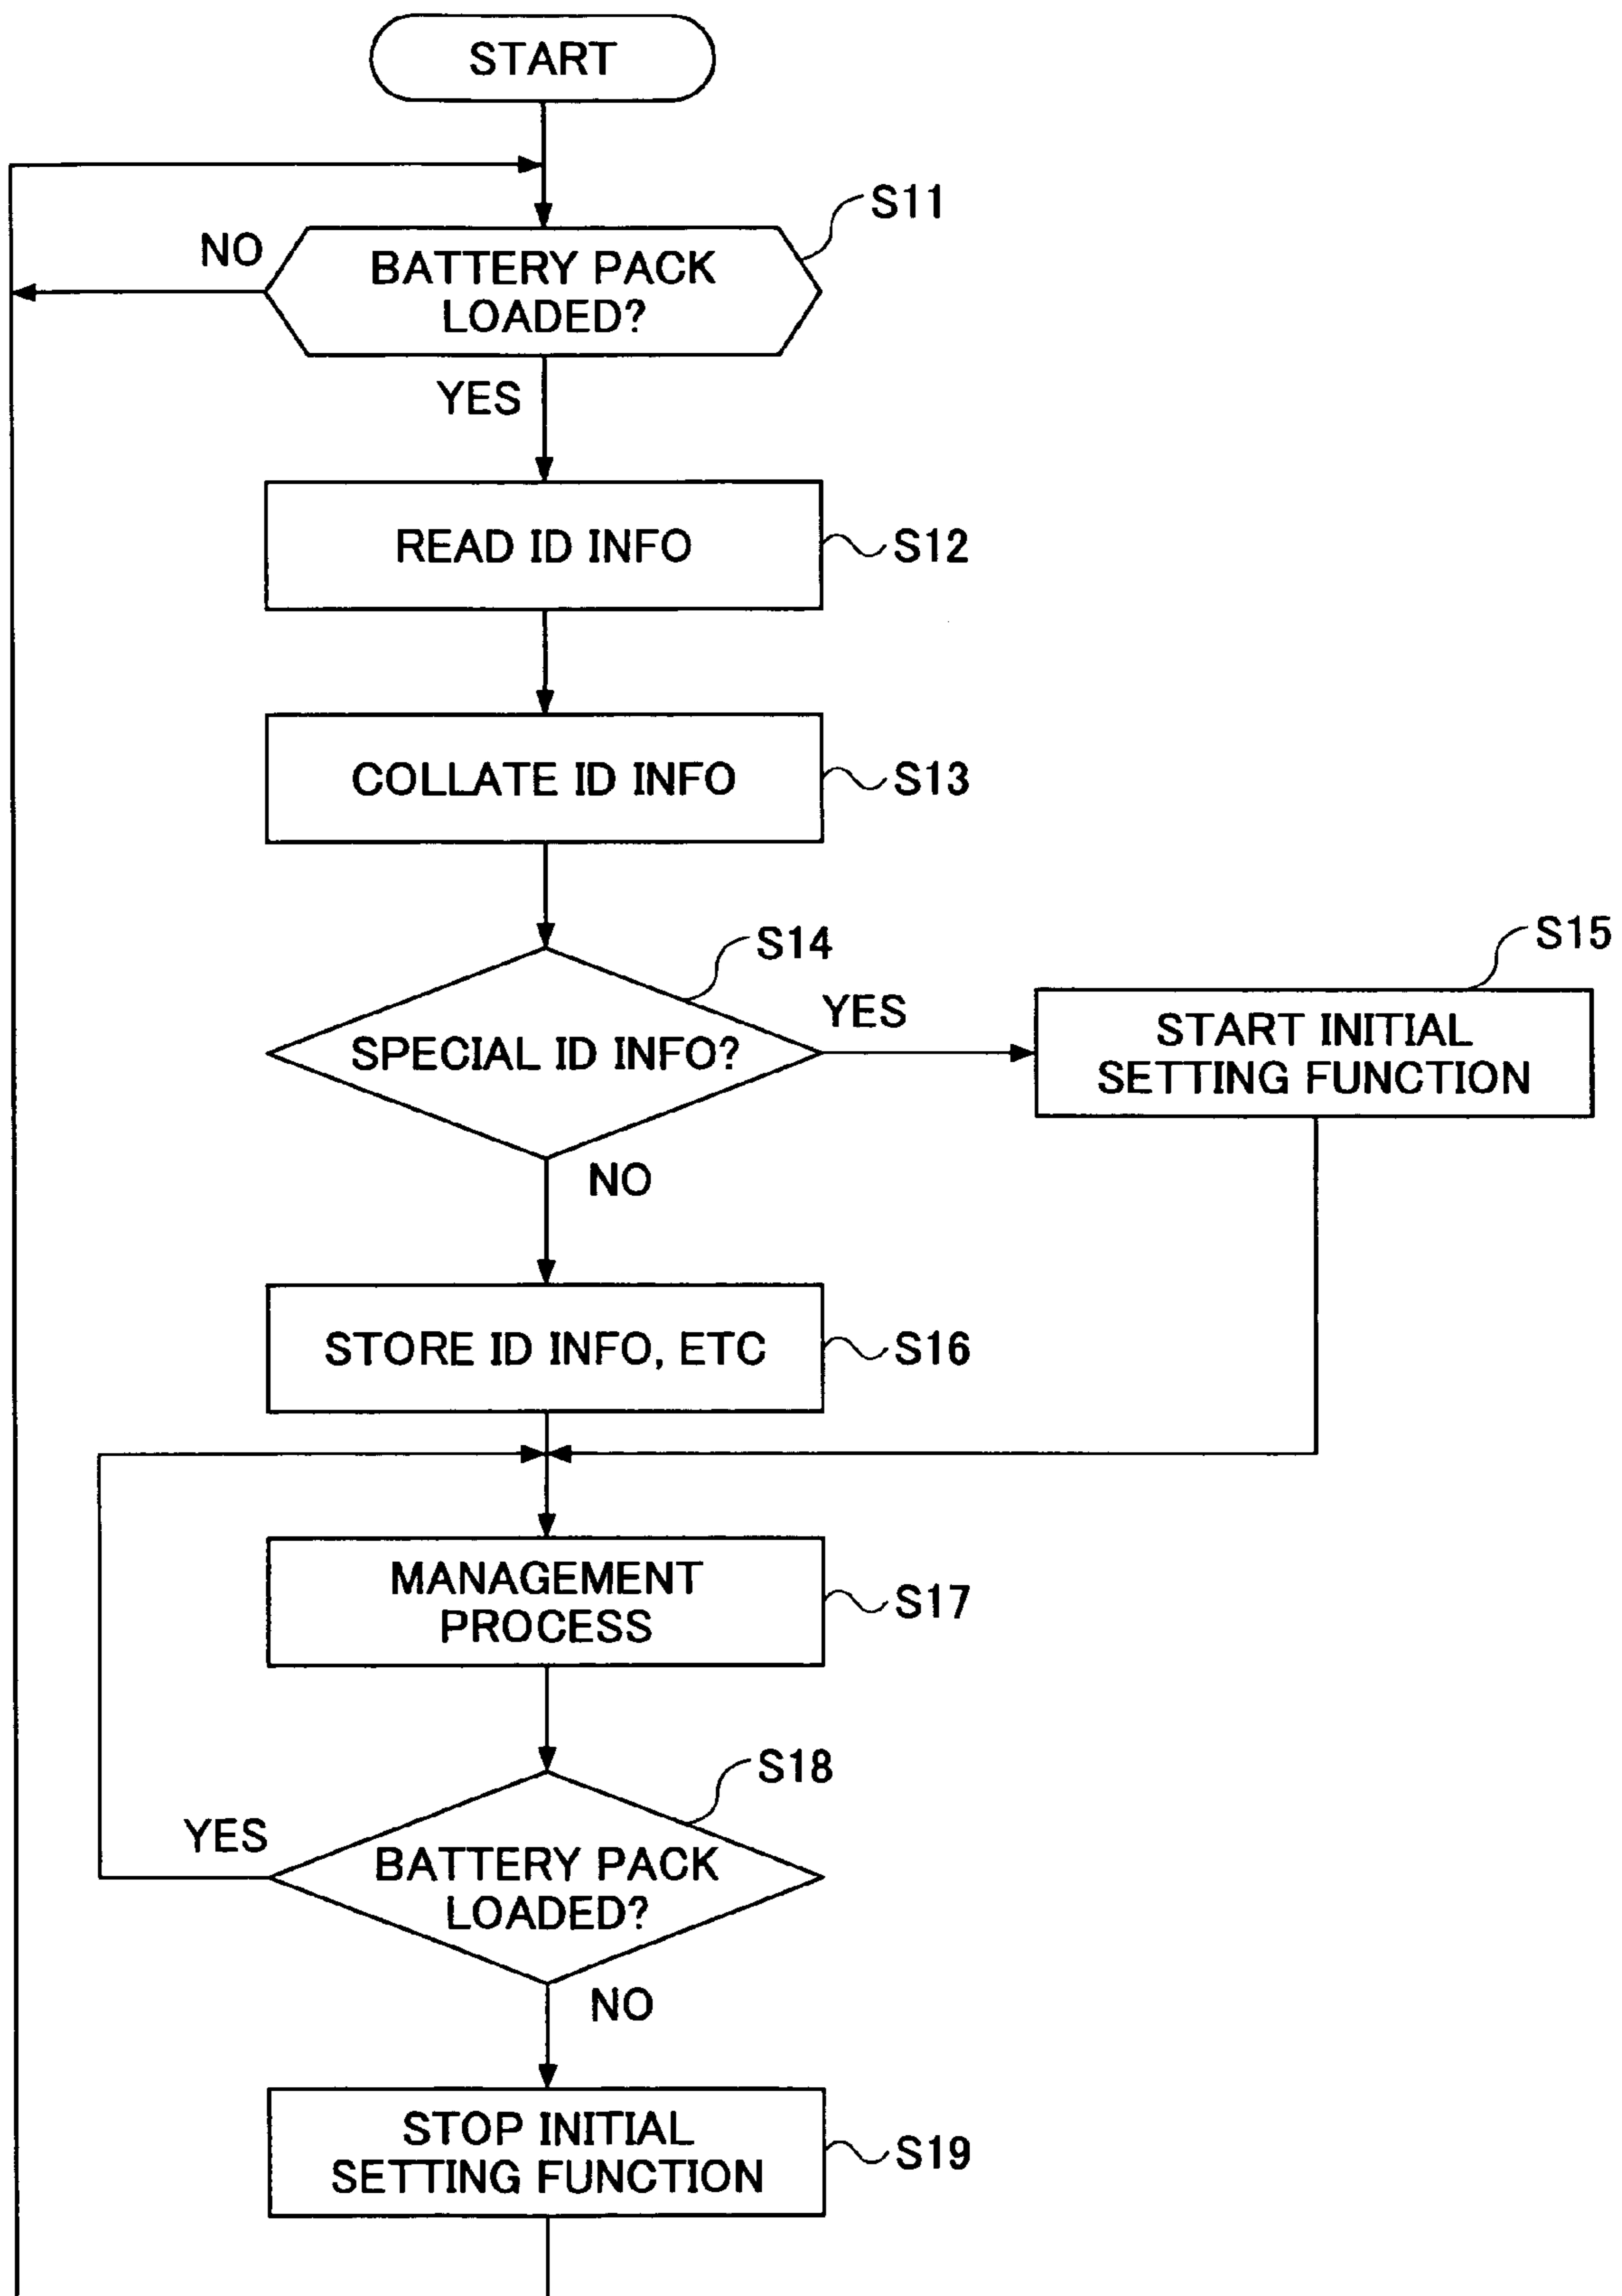 START
S11
NO
BATTERY PACK
LOADED?
YES
READ ID INFO
S12
COLLATE ID INFO
S13
S14
S15
SPECIAL ID INFO?
YES
START INITIAL
SETTING FUNCTION
NO
STORE ID INFO, ETC
S16
MANAGEMENT
PROCESS
S17
S18
YES
BATTERY PACK
LOADED?
NO
STOP INITIAL
SETTING FUNCTION
S19